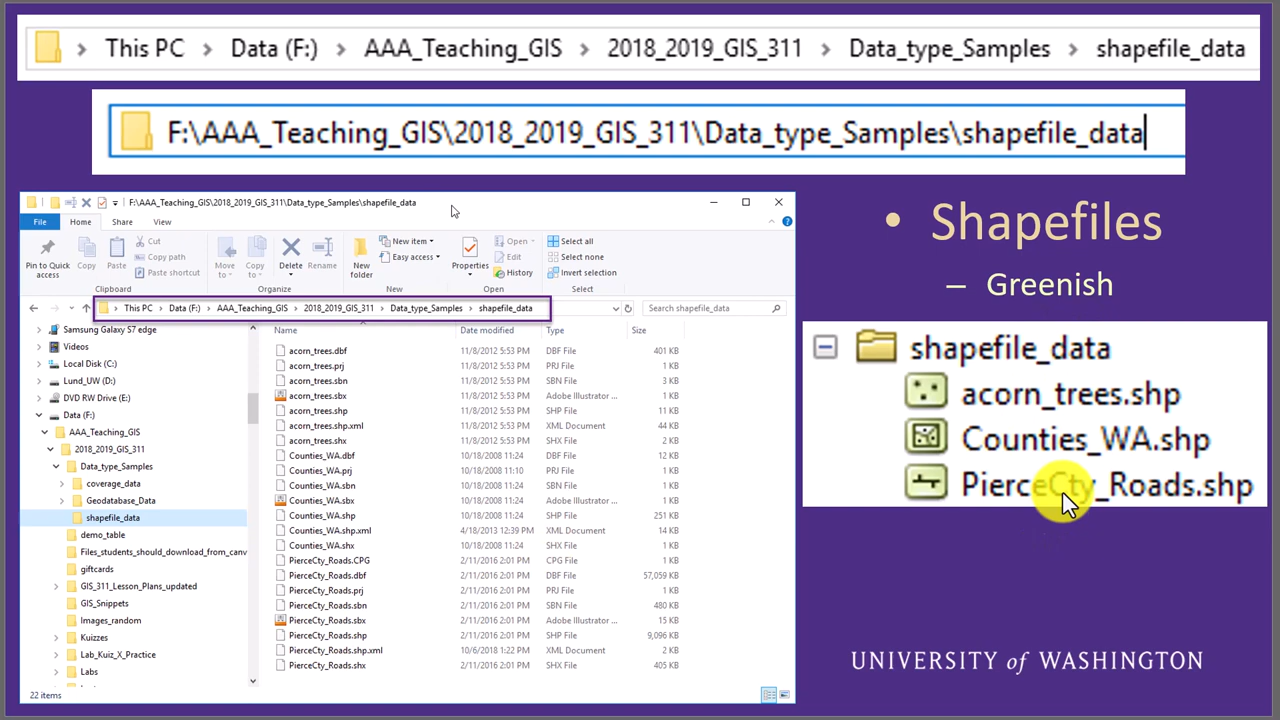 This PC > Data (F:) > AAA_Teaching_GIS > 2018_2019_GIS_311 > Data_type_Samples > shapefile_data
F:\AAA_Teaching_GIS\2018_2019_GIS_311\Data_type_Samples\shapefile_data
F:\AAA_Teaching_GIS\2018_2019_GIS_311\Data_type_Samples\shapefile_data
File Home Share View
Pin to Quick access
Copy
Paste
Cut
Copy path
Paste shortcut
Clipboard
Move to
Copy to
Delete
Rename
Organize
New folder
New item
Easy access
New
Properties
Open
Edit
History
Open
Select all
Select none
Invert selection
Select
This PC > Data (F:) > AAA_Teaching_GIS > 2018_2019_GIS_311 > Data_type_Samples > shapefile_data
Search shapefile_data
Samsung Galaxy S7 edge
Videos
Local Disk (C:)
Lund_UW (D:)
DVD RW Drive (E:)
Data (F:)
AAA_Teaching_GIS
2018_2019_GIS_311
Data_type_Samples
coverage_data
Geodatabase_Data
shapefile_data
demo_table
Files_students_should_download_from_canv
giftcards
GIS_311_Lesson_Plans_updated
GIS_Snippets
Images_random
Kuizzes
Lab_Kuiz_X_Practice
Labs
Name Date modified Type Size
acorn_trees.dbf 11/8/2012 5:53 PM DBF File 401 KB
acorn_trees.prj 11/8/2012 5:53 PM PRJ File 1 KB
acorn_trees.sbn 11/8/2012 5:53 PM SBN File 3 KB
acorn_trees.sbx 11/8/2012 5:53 PM Adobe Illustrator ... 1 KB
acorn_trees.shp 11/8/2012 5:53 PM SHP File 11 KB
acorn_trees.shp.xml 11/8/2012 5:53 PM XML Document 44 KB
acorn_trees.shx 11/8/2012 5:53 PM SHX File 2 KB
Counties_WA.dbf 10/18/2008 11:24 DBF File 12 KB
Counties_WA.prj 10/18/2008 11:10 PRJ File 1 KB
Counties_WA.sbn 10/18/2008 11:24 SBN File 1 KB
Counties_WA.sbx 10/18/2008 11:24 Adobe Illustrator ... 1 KB
Counties_WA.shp 10/18/2008 11:24 SHP File 251 KB
Counties_WA.shp.xml 4/18/2013 12:39 PM XML Document 14 KB
Counties_WA.shx 10/18/2008 11:24 SHX File 1 KB
PierceCty_Roads.CPG 2/11/2016 2:01 PM CPG File 1 KB
PierceCty_Roads.dbf 2/11/2016 2:01 PM DBF File 57,059 KB
PierceCty_Roads.prj 2/11/2016 2:01 PM PRJ File 1 KB
PierceCty_Roads.sbn 2/11/2016 2:01 PM SBN File 480 KB
PierceCty_Roads.sbx 2/11/2016 2:01 PM Adobe Illustrator ... 7 KB
PierceCty_Roads.shp 2/11/2016 2:01 PM SHP File 9,096 KB
PierceCty_Roads.shp.xml 10/6/2018 1:22 PM XML Document 2 KB
PierceCty_Roads.shx 2/11/2016 2:01 PM SHX File 405 KB
22 items
• Shapefiles
– Greenish
shapefile_data
acorn_trees.shp
Counties_WA.shp
PierceCty_Roads.shp
UNIVERSITY of WASHINGTON